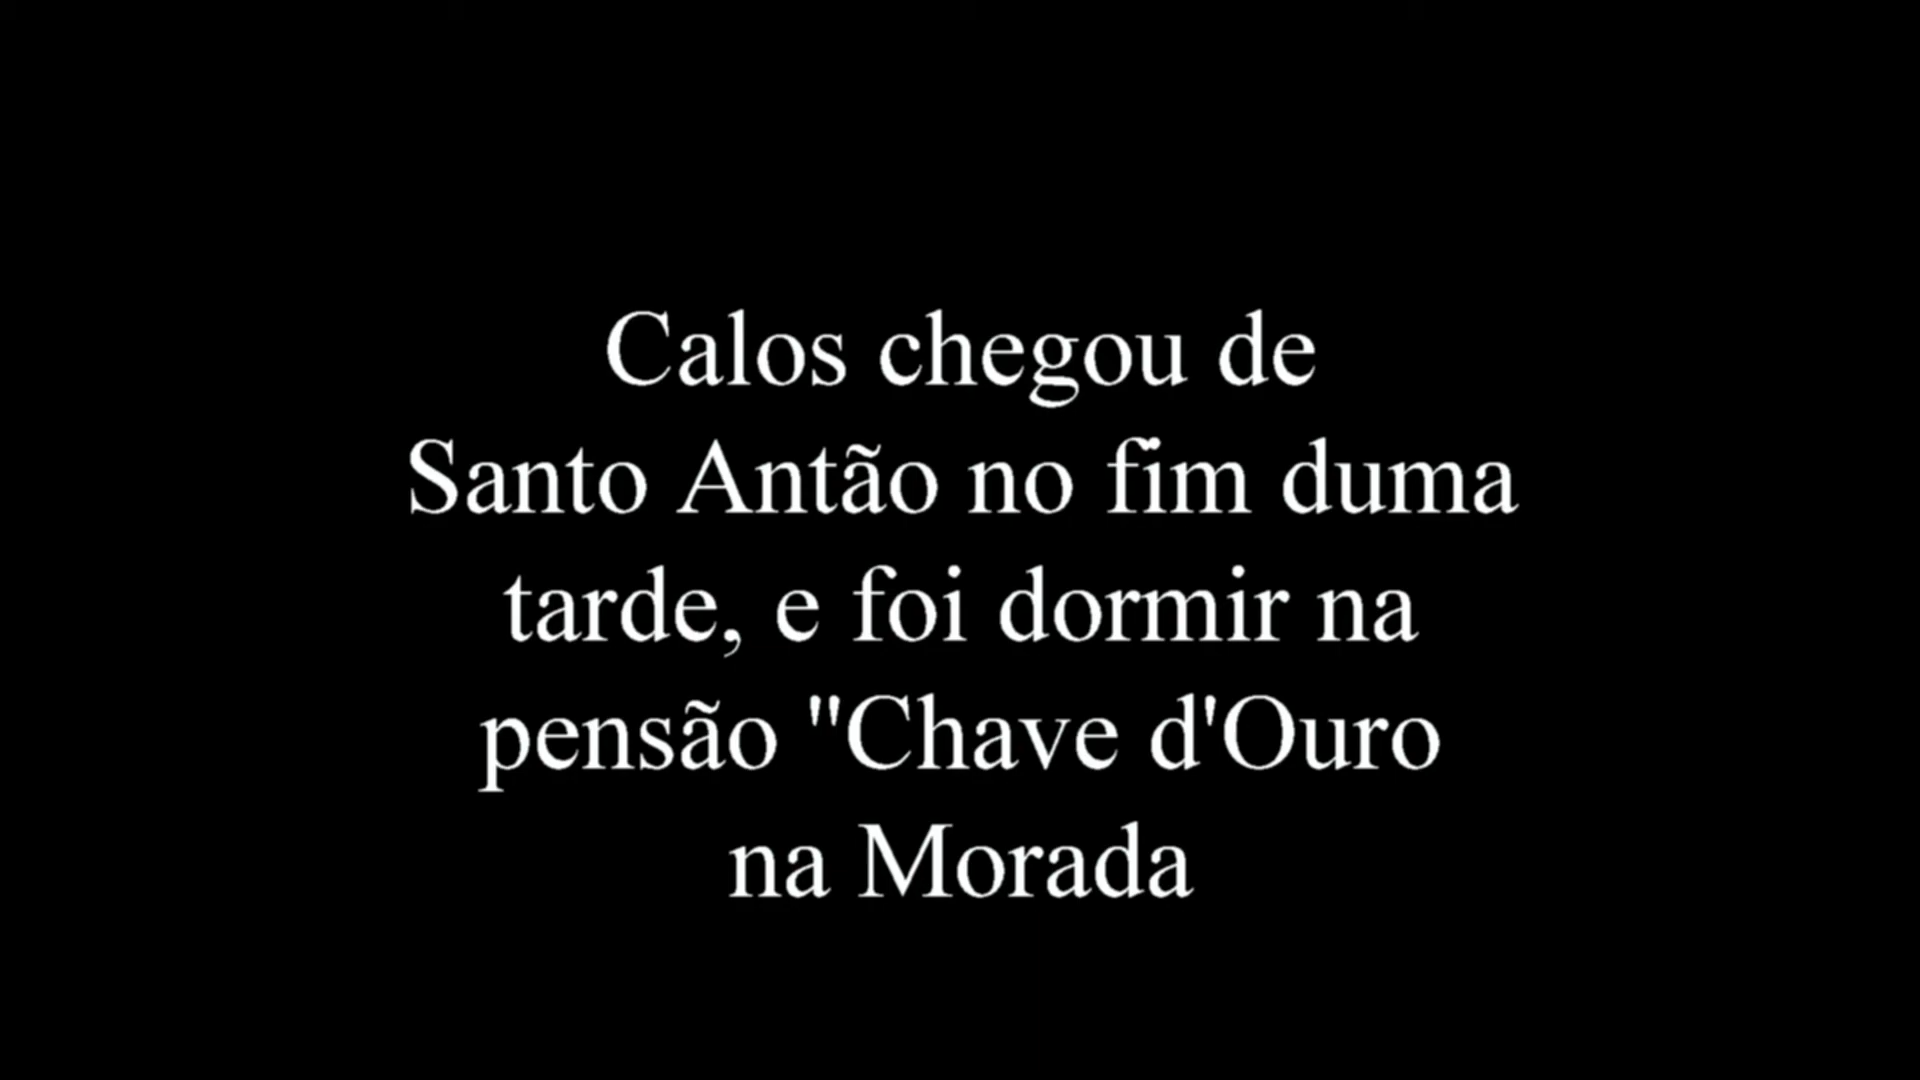 Calos chegou de
Santo Antão no fim duma
tarde, e foi dormir na
pensão "Chave d'Ouro
na Morada